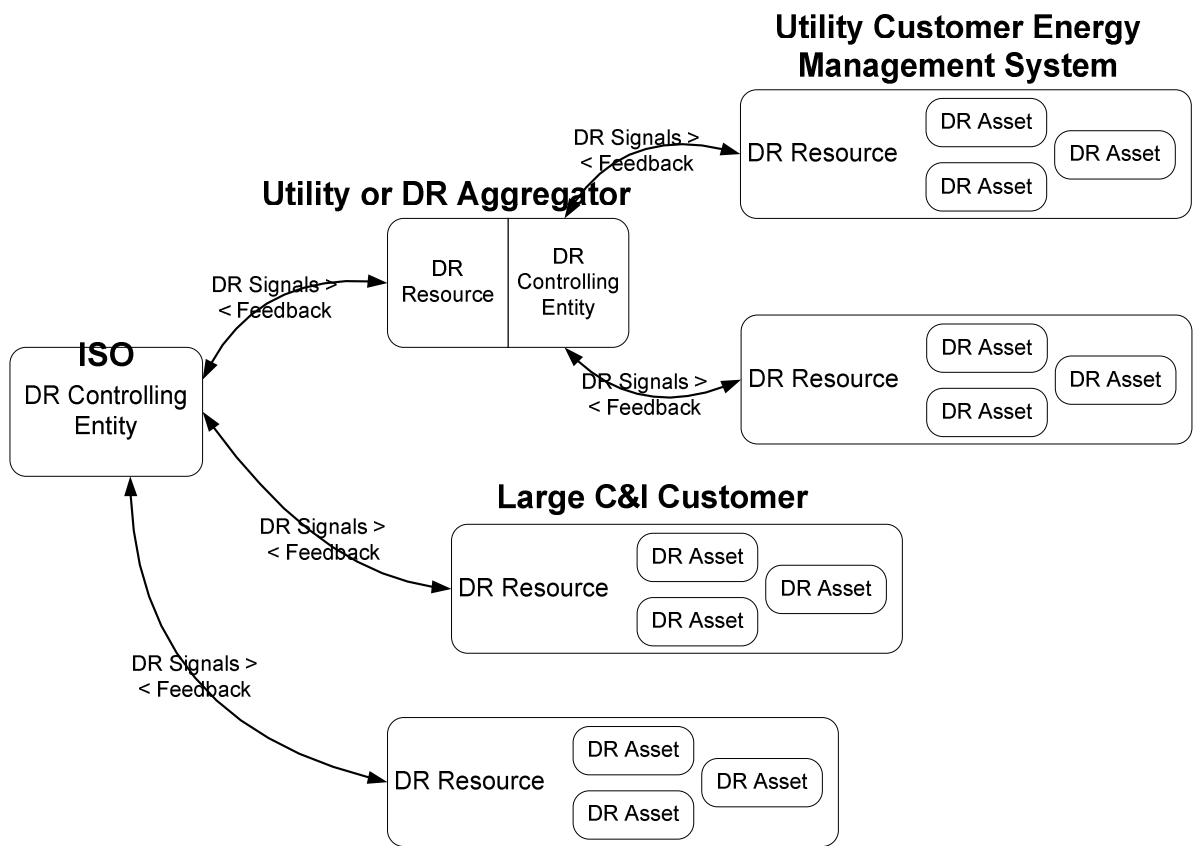 Utility Customer Energy
Management System
DR Resource
DR Asset
DR Asset
DR Asset
DR Signals >
< Feedback
Utility or DR Aggregator
DR
Resource
DR
Controlling
Entity
DR Signals >
< Feedback
ISO
DR Controlling
Entity
DR Signals >
< Feedback
DR Resource
DR Asset
DR Asset
DR Asset
Large C&I Customer
DR Signals >
< Feedback
DR Resource
DR Asset
DR Asset
DR Asset
DR Signals >
< Feedback
DR Resource
DR Asset
DR Asset
DR Asset